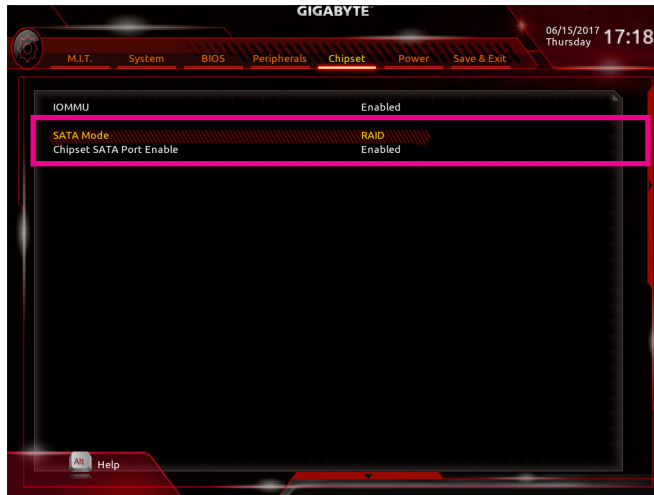 GIGABYTE
06/15/2017 Thursday 17:18
M.I.T. System BIOS Peripherals Chipset Power Save & Exit
IOMMU Enabled
SATA Mode RAID
Chipset SATA Port Enable Enabled
Alt Help